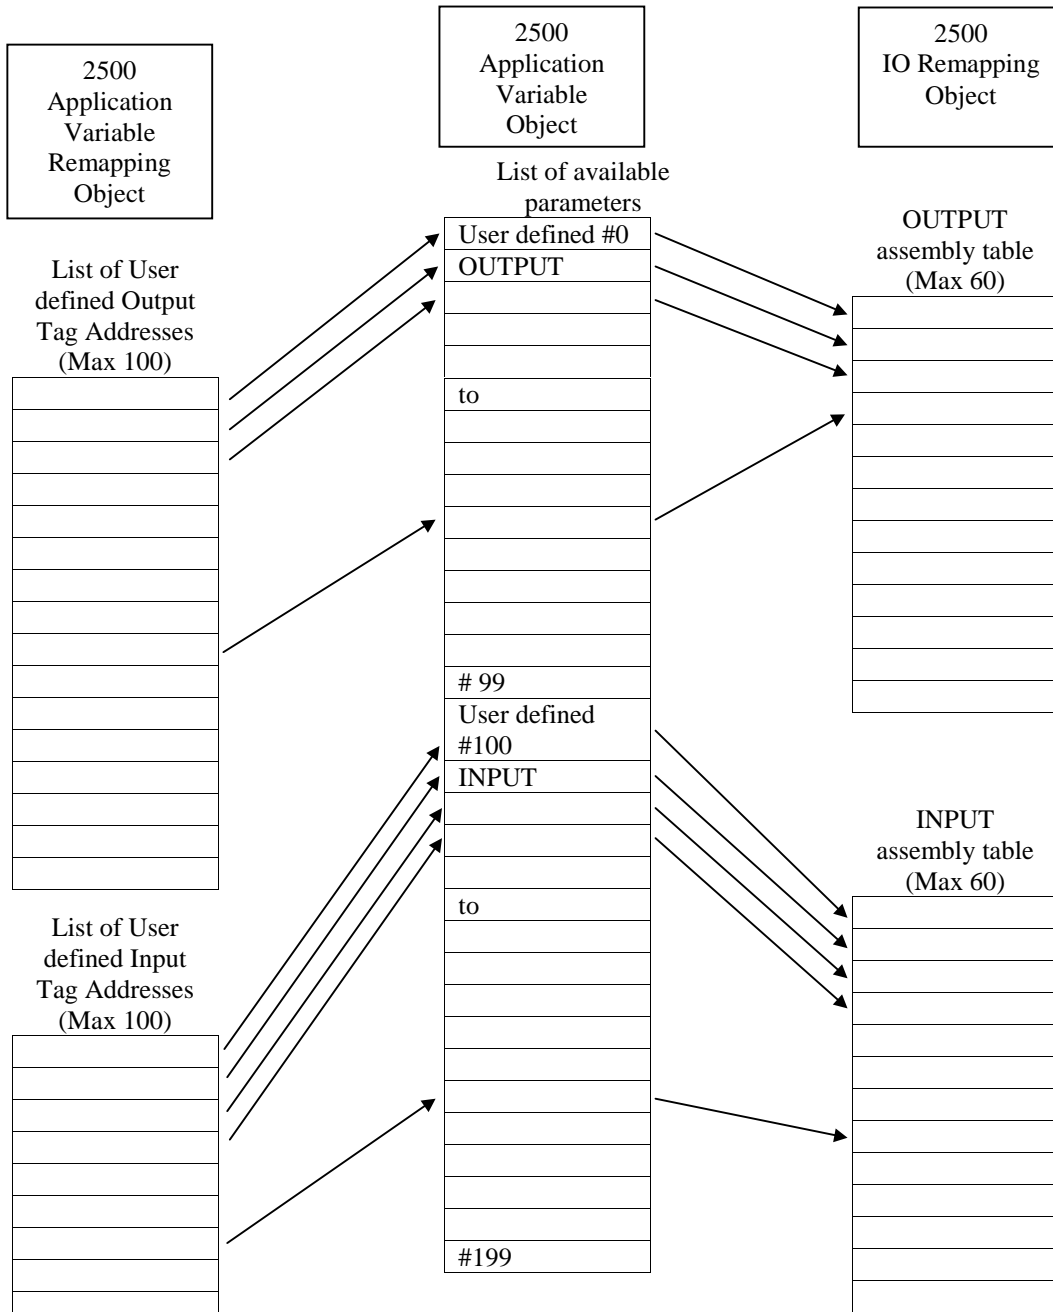 2500
Application
Variable
Remapping
Object
List of User
defined Output
Tag Addresses
(Max 100)
List of User
defined Input
Tag Addresses
(Max 100)
2500
Application
Variable
Object
List of available
parameters
User defined #0
OUTPUT
to
# 99
User defined
#100
INPUT
to
#199
2500
IO Remapping
Object
OUTPUT
assembly table
(Max 60)
INPUT
assembly table
(Max 60)